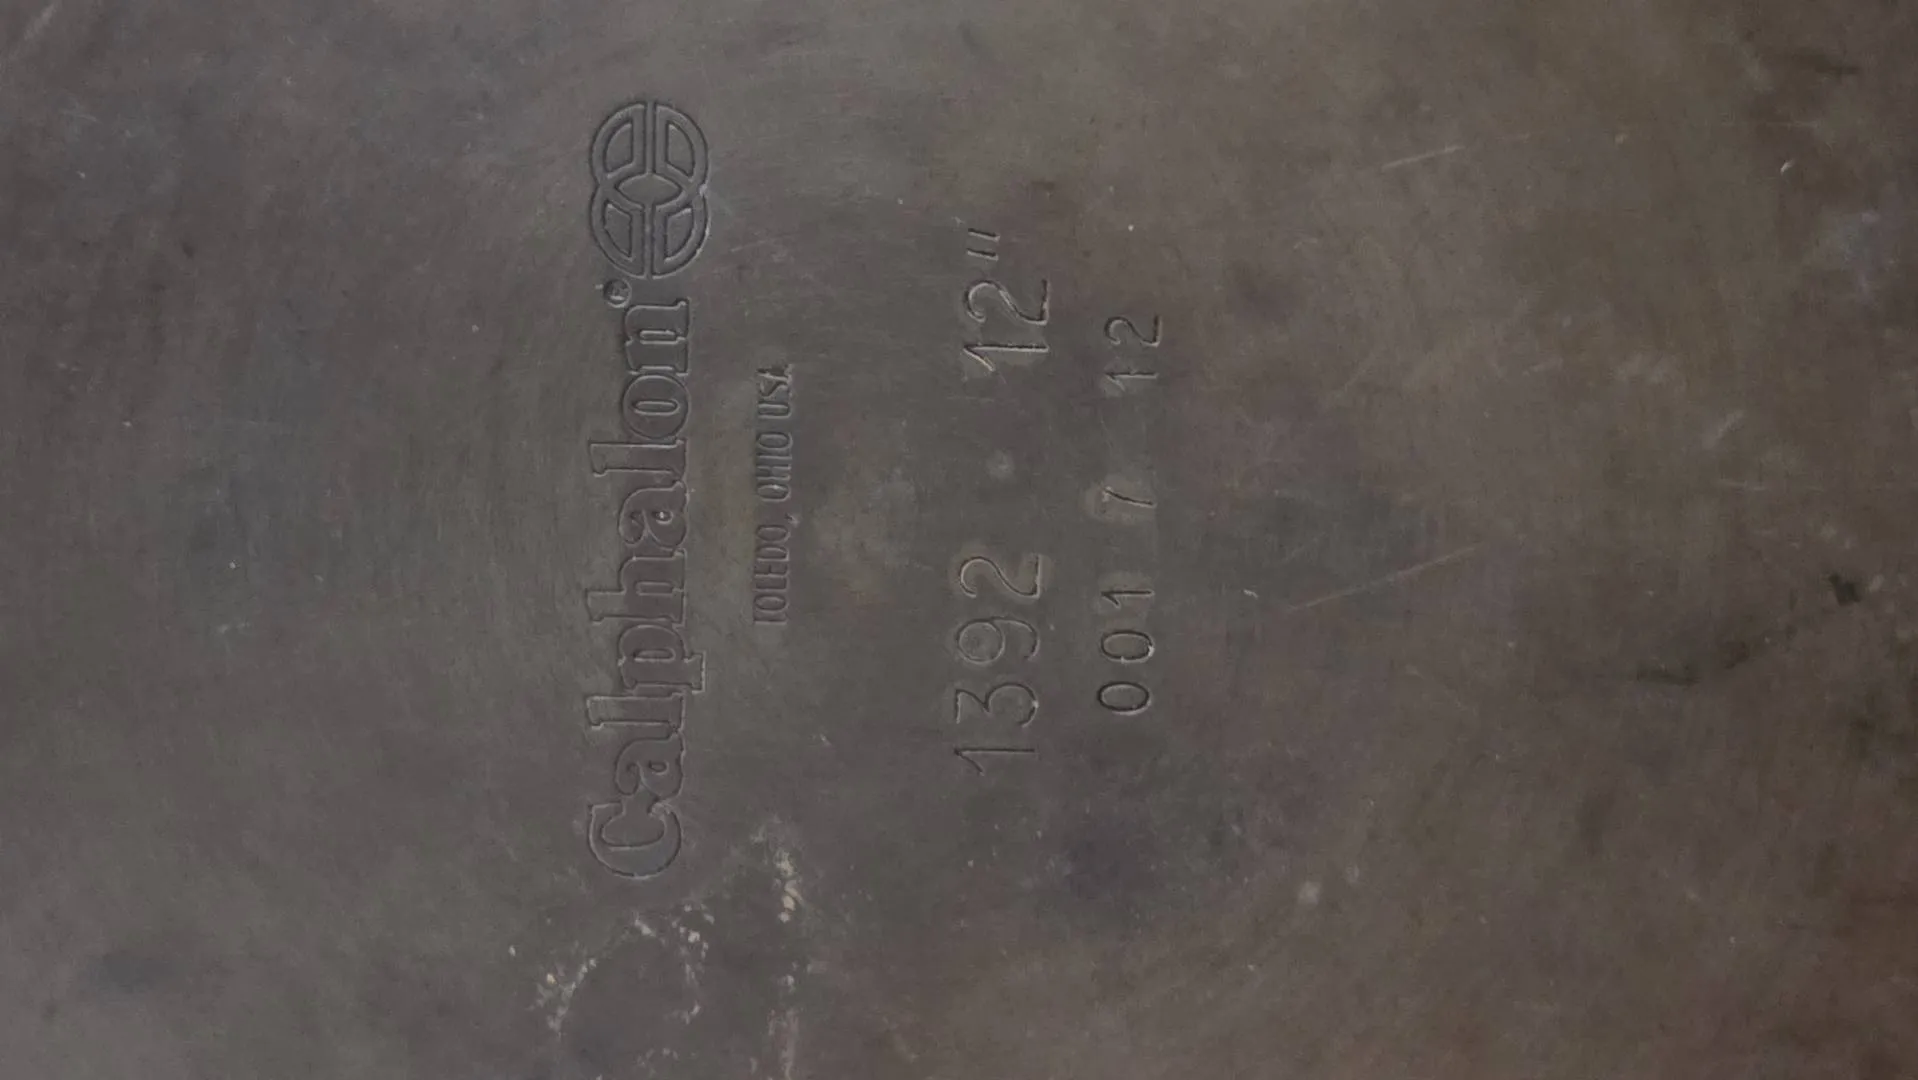 Calphalon®
TOLEDO, OHIO USA
1392 12"
001 7 12